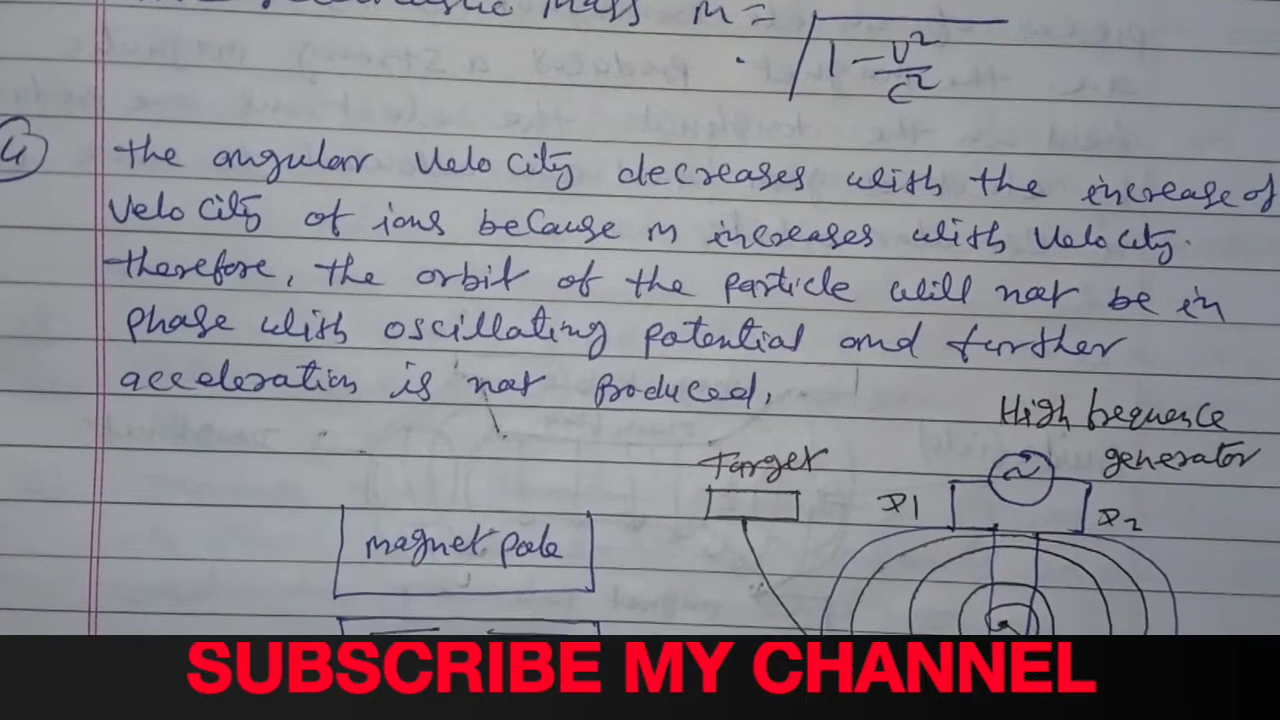 mass m =
√1 - v²/c²
4
the angular velocity decreases with the increase of
velocity of ions because m increases with velocity.
therefore, the orbit of the particle will not be in
phase with oscillating potential and further
acceleration is not produced.
High frequence
generator
Target
D1
D2
magnet pole
SUBSCRIBE MY CHANNEL